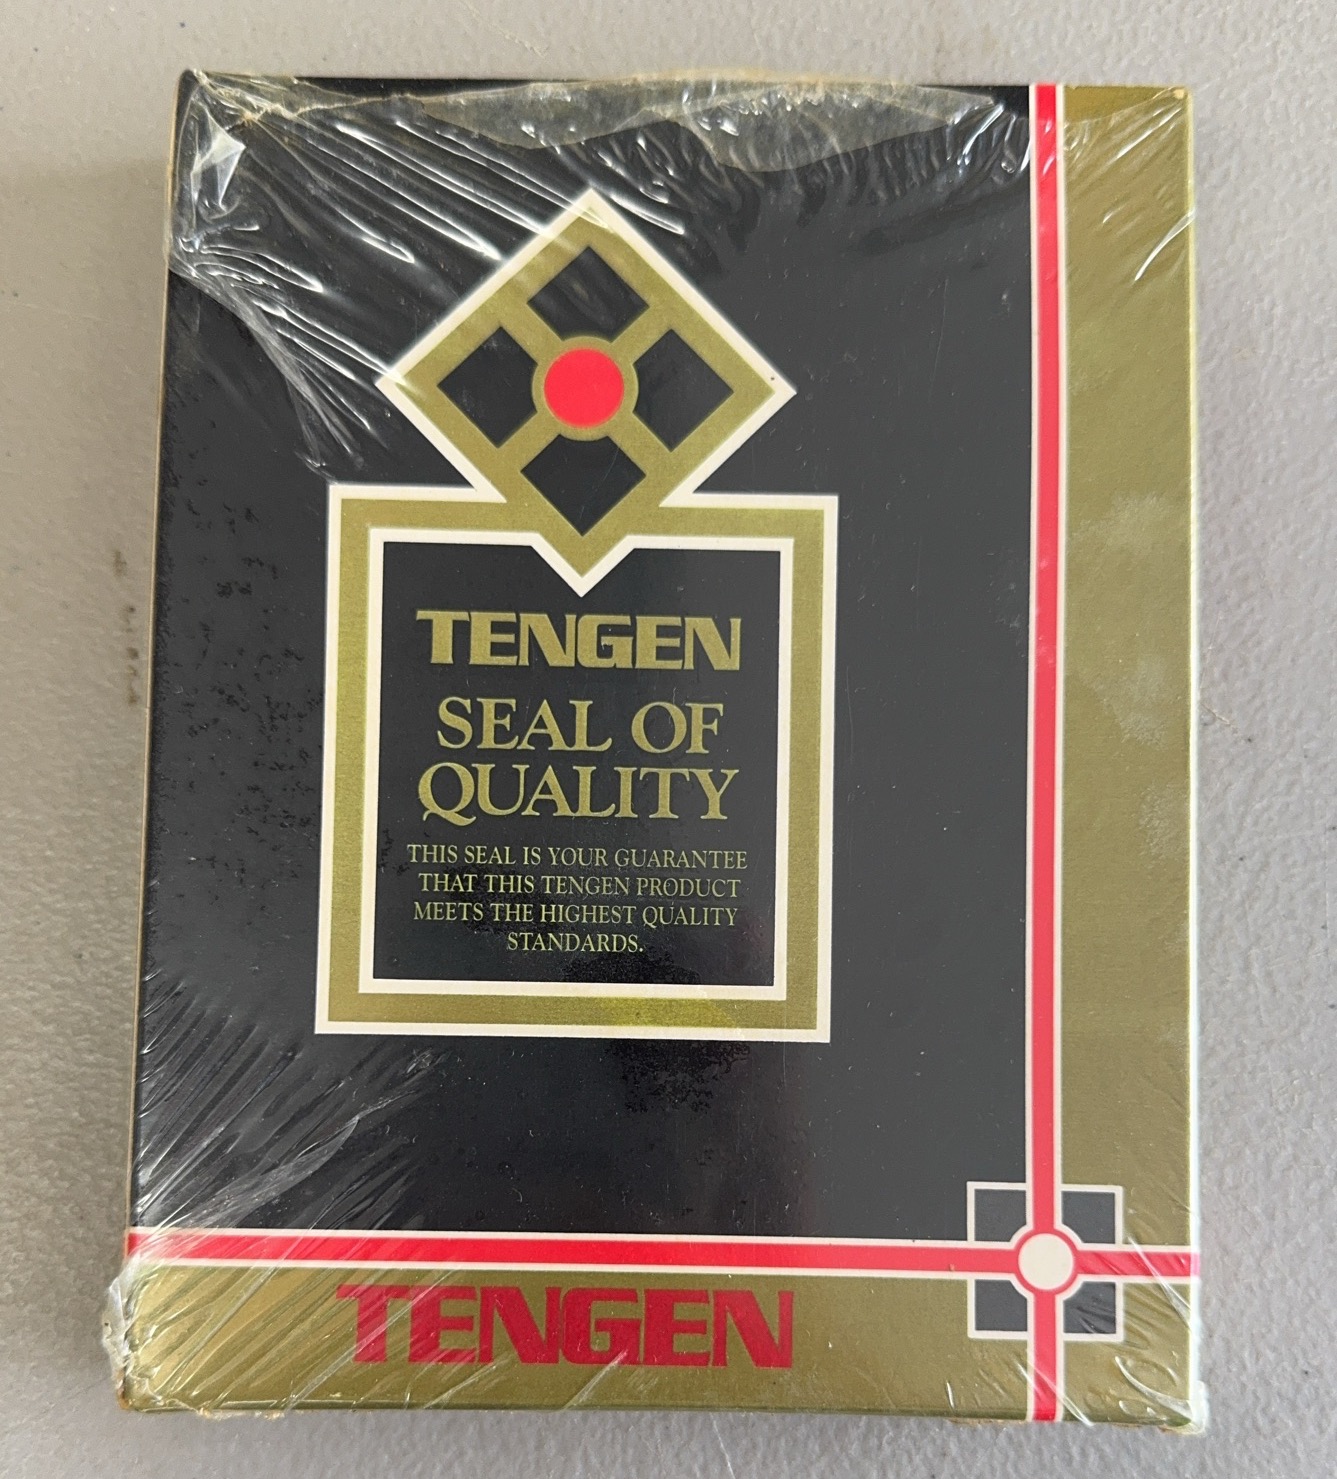 TENGEN
SEAL OF
QUALITY
THIS SEAL IS YOUR GUARANTEE
THAT THIS TENGEN PRODUCT
MEETS THE HIGHEST QUALITY
STANDARDS.
TENGEN